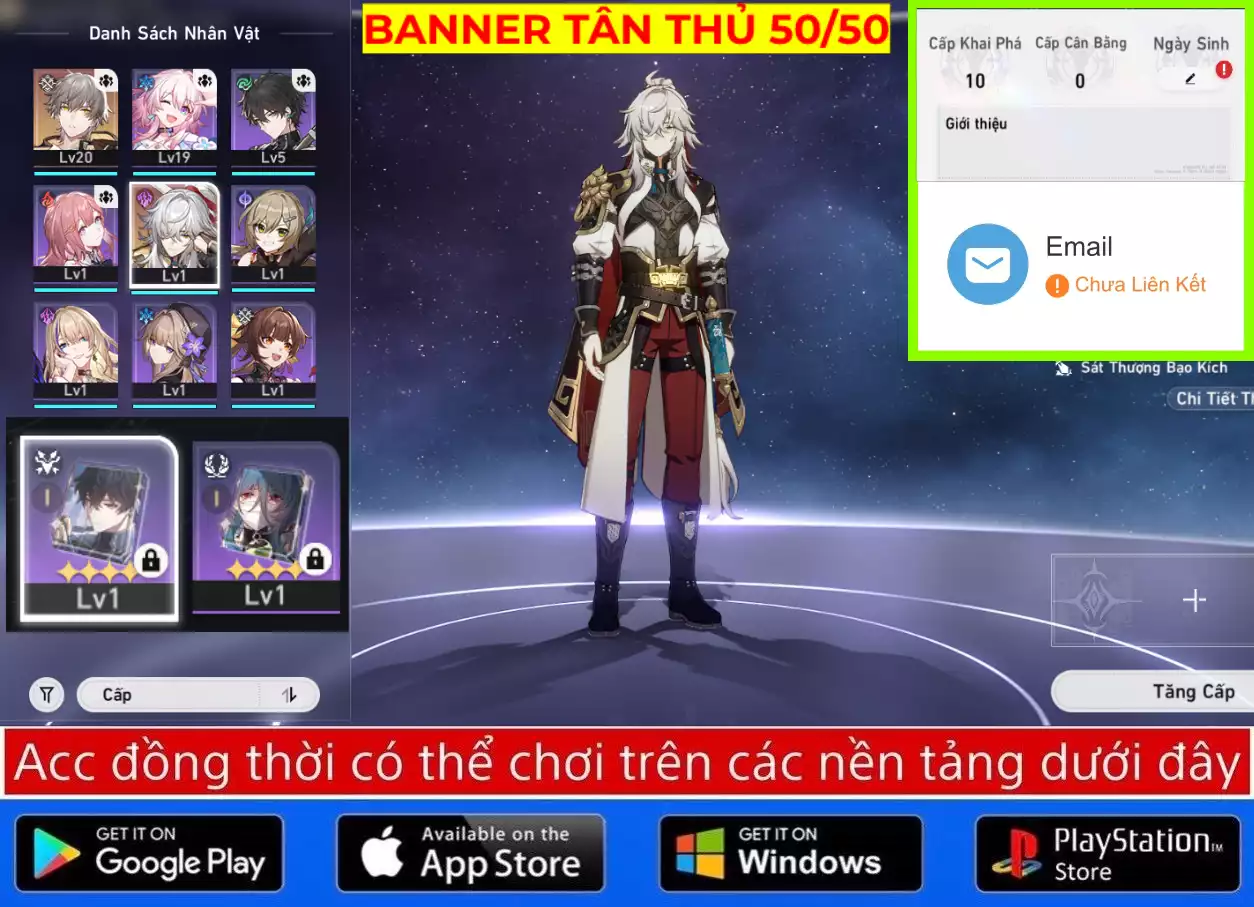 Danh Sách Nhân Vật
BANNER TÂN THỦ 50/50
Cấp Khai Phá
Cấp Cân Bằng
Ngày Sinh
10
0
Giới thiệu
Email
Chưa Liên Kết
Lv20
Lv19
Lv5
Lv1
Lv1
Lv1
Lv1
Lv1
Lv1
Lv1
Lv1
Sát Thượng Bạo Kích
Chi Tiết Th
Cấp
Tăng Cấp
Acc đồng thời có thể chơi trên các nền tảng dưới đây
GET IT ON
Google Play
Available on the
App Store
GET IT ON
Windows
PlayStation™
Store